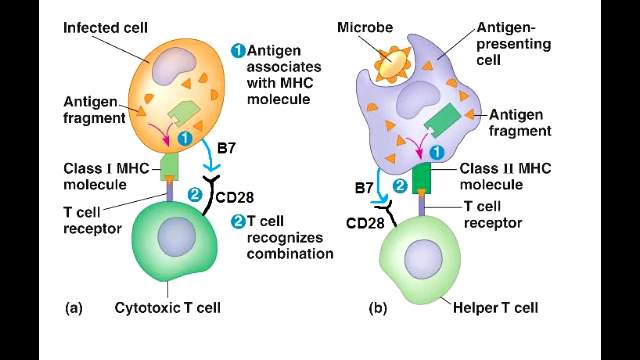 Infected cell
1 Antigen
associates
with MHC
molecule
Antigen
fragment
1
B7
Class I MHC
molecule
2
CD28
T cell
receptor
2 T cell
recognizes
combination
(a)
Cytotoxic T cell
Microbe
Antigen-
presenting
cell
Antigen
fragment
1
B7
2
Class II MHC
molecule
CD28
T cell
receptor
(b)
Helper T cell